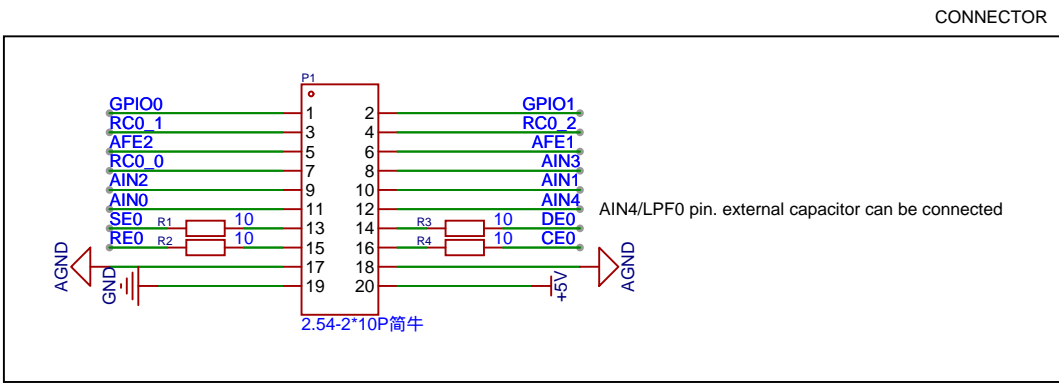 CONNECTOR
P1
GPIO0 1 2 GPIO1
RC0_1 3 4 RC0_2
AFE2 5 6 AFE1
RC0_0 7 8 AIN3
AIN2 9 10 AIN1
AIN0 11 12 AIN4 AIN4/LPF0 pin. external capacitor can be connected
SE0 R1 10 13 14 R3 10 DE0
RE0 R2 10 15 16 R4 10 CE0
AGND 17 18 AGND
GND 19 20 +5V
2.54-2*10P简牛